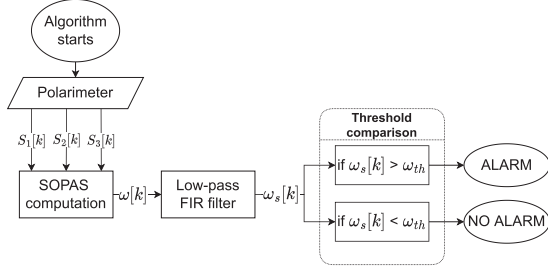 Algorithm
starts
Polarimeter
S₁[k] S₂[k] S₃[k]
SOPAS
computation
ω[k]
Low-pass
FIR filter
ωₛ[k]
Threshold
comparison
if ωₛ[k] > ωₜₕ
ALARM
if ωₛ[k] < ωₜₕ
NO ALARM